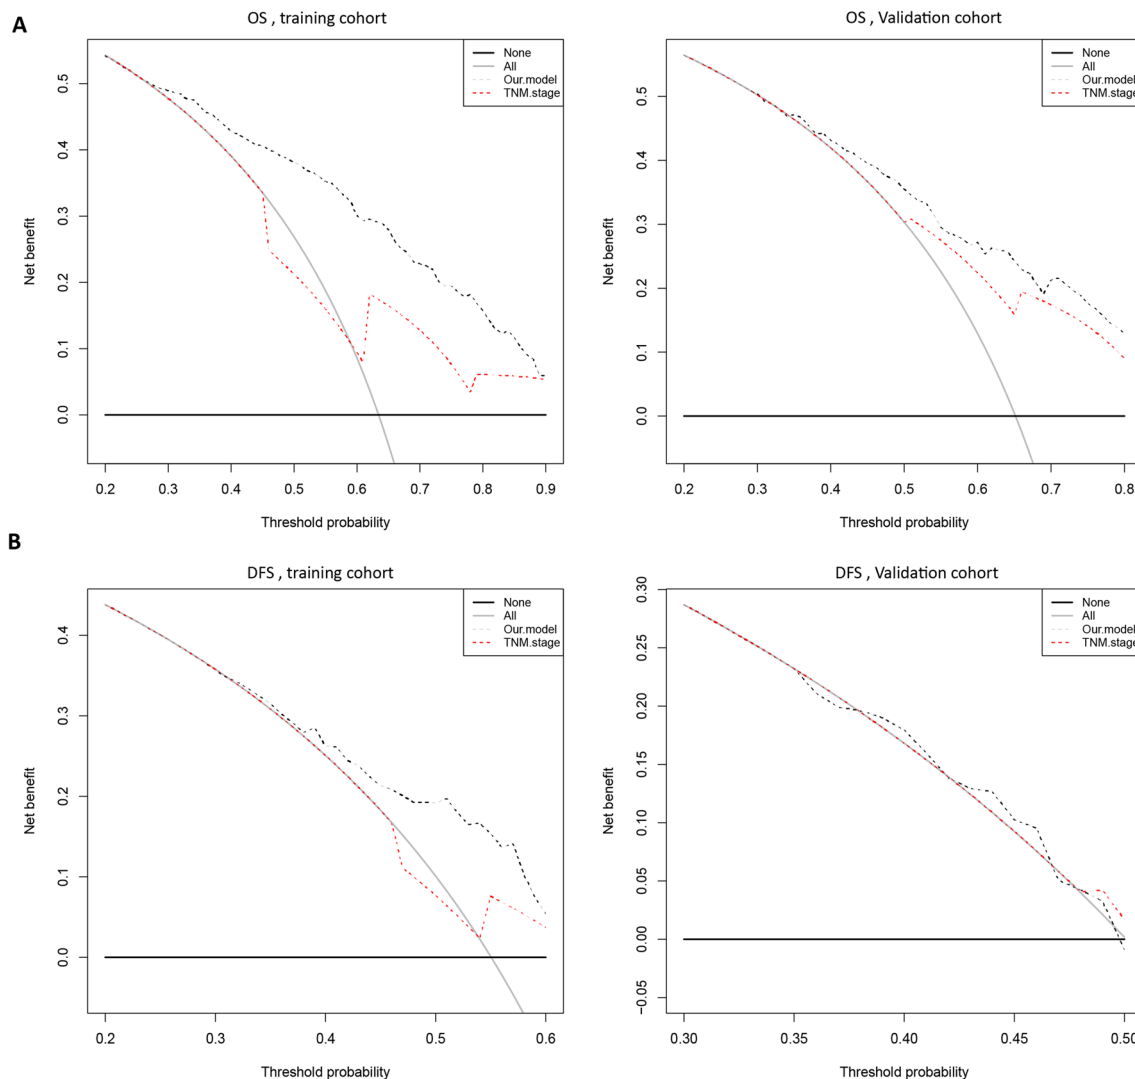 A
OS , training cohort
None
All
Our.model
TNM.stage
Net benefit
0.5
0.4
0.3
0.2
0.1
0.0
0.2 0.3 0.4 0.5 0.6 0.7 0.8 0.9
Threshold probability
OS , Validation cohort
None
All
Our.model
TNM.stage
Net benefit
0.5
0.4
0.3
0.2
0.1
0.0
0.2 0.3 0.4 0.5 0.6 0.7 0.8
Threshold probability
B
DFS , training cohort
None
All
Our.model
TNM.stage
Net benefit
0.4
0.3
0.2
0.1
0.0
0.2 0.3 0.4 0.5 0.6
Threshold probability
DFS , Validation cohort
None
All
Our.model
TNM.stage
Net benefit
0.30
0.25
0.20
0.15
0.10
0.05
0.00
−0.05
0.30 0.35 0.40 0.45 0.50
Threshold probability